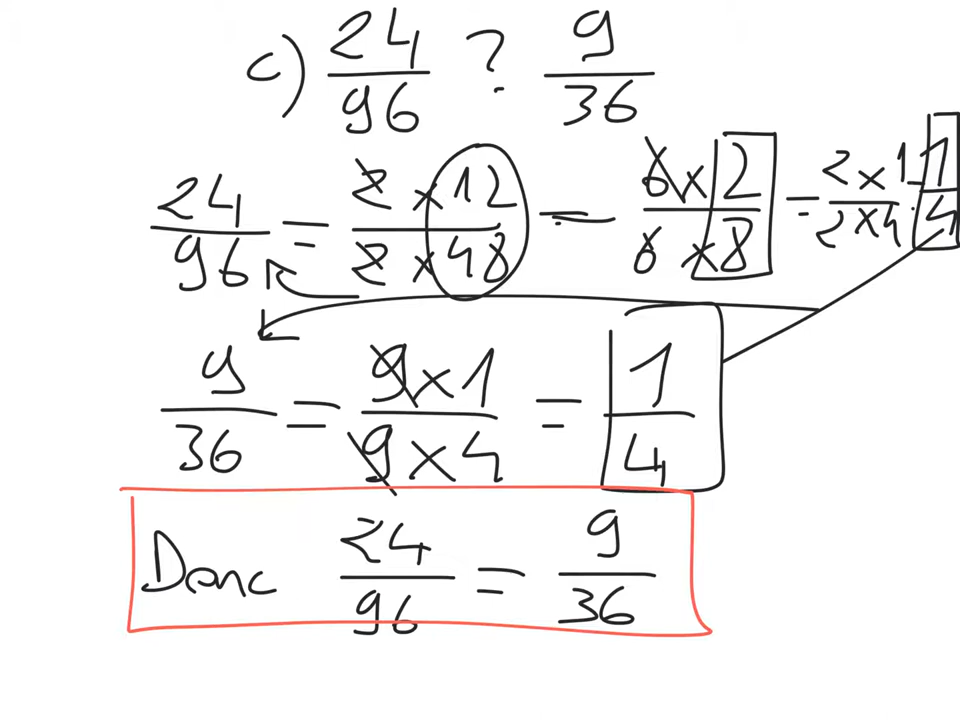 c) 24/96 ? 9/36
24/96 = 2 x 12/2 x 48 = 6 x 2/6 x 8 = 2 x 1/2 x 4 = 1/4
9/36 = 9 x 1/9 x 4 = 1/4
Donc 24/96 = 9/36